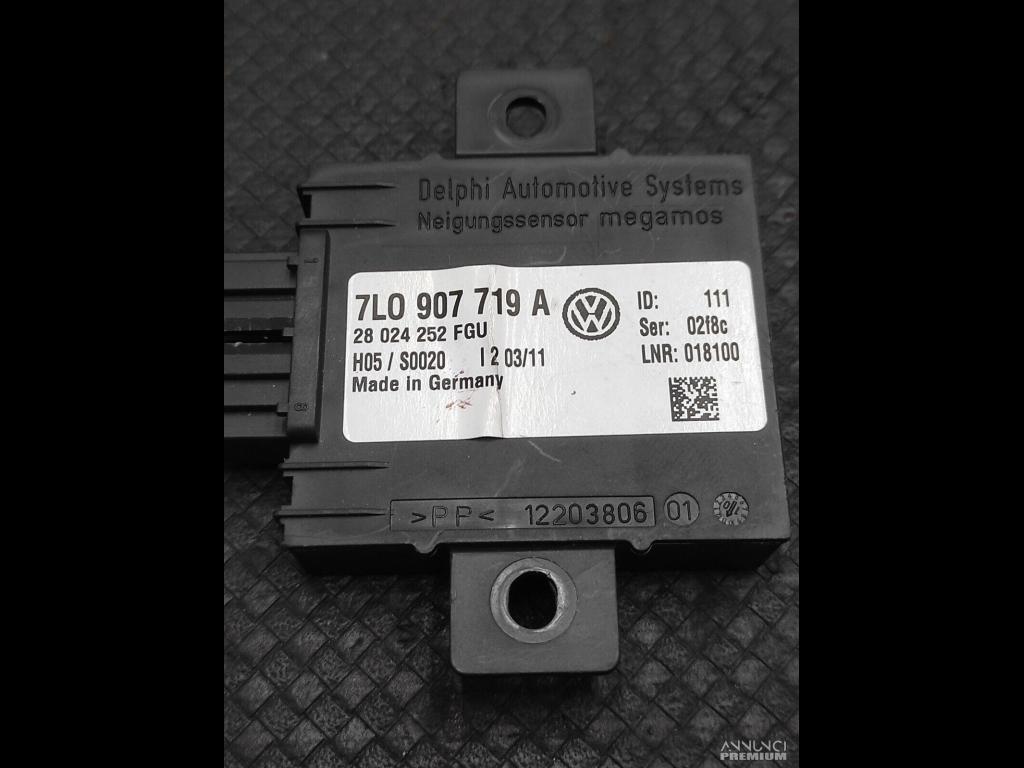 Delphi Automotive Systems
Neigungssensor megamos
7L0 907 719 A
28 024 252 FGU
H05 / S0020 I 2 03/11
Made in Germany
ID: 111
Ser: 02f8c
LNR: 018100
>PP< 12203806 01
ANNUNCI
PREMIUM